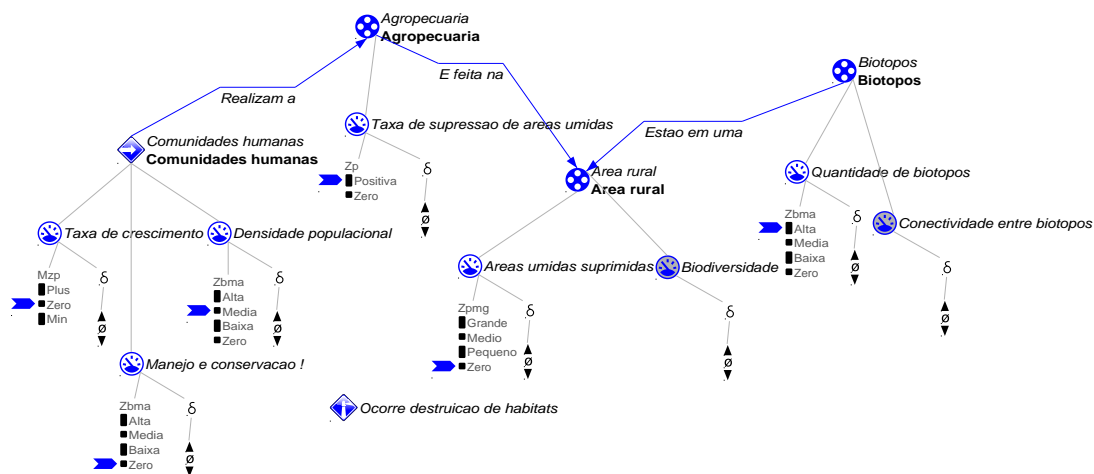 Agropecuaria
Agropecuaria
E feita na
Realizam a
Biotopos
Biotopos
Estao em uma
Comunidades humanas
Comunidades humanas
Taxa de supressao de areas umidas
Zp
Positiva
Zero
δ
ø
Area rural
Area rural
Quantidade de biotopos
Zbma
Alta
Media
Baixa
Zero
δ
ø
Conectividade entre biotopos
δ
ø
Taxa de crescimento
Mzp
Plus
Zero
Min
δ
ø
Densidade populacional
Zbma
Alta
Media
Baixa
Zero
δ
ø
Areas umidas suprimidas
Zpmg
Grande
Medio
Pequeno
Zero
δ
ø
Biodiversidade
δ
ø
Manejo e conservacao !
Zbma
Alta
Media
Baixa
Zero
δ
ø
Ocorre destruicao de habitats